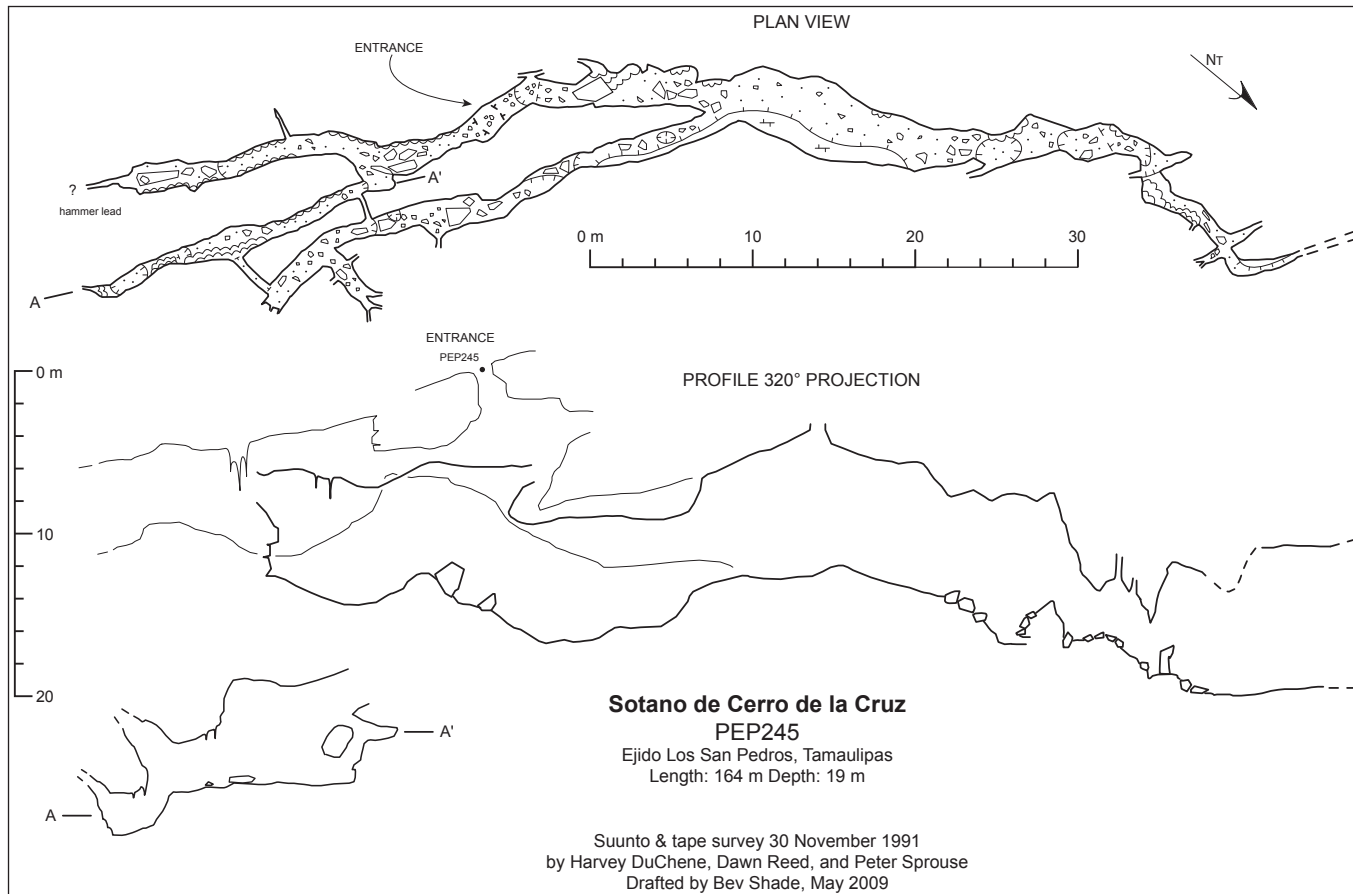 PLAN VIEW
ENTRANCE
NT
?
hammer lead
A'
A
0 m 10 20 30
ENTRANCE
PEP245
0 m
PROFILE 320° PROJECTION
10
20
A'
A
Sotano de Cerro de la Cruz
PEP245
Ejido Los San Pedros, Tamaulipas
Length: 164 m Depth: 19 m
Suunto & tape survey 30 November 1991
by Harvey DuChene, Dawn Reed, and Peter Sprouse
Drafted by Bev Shade, May 2009